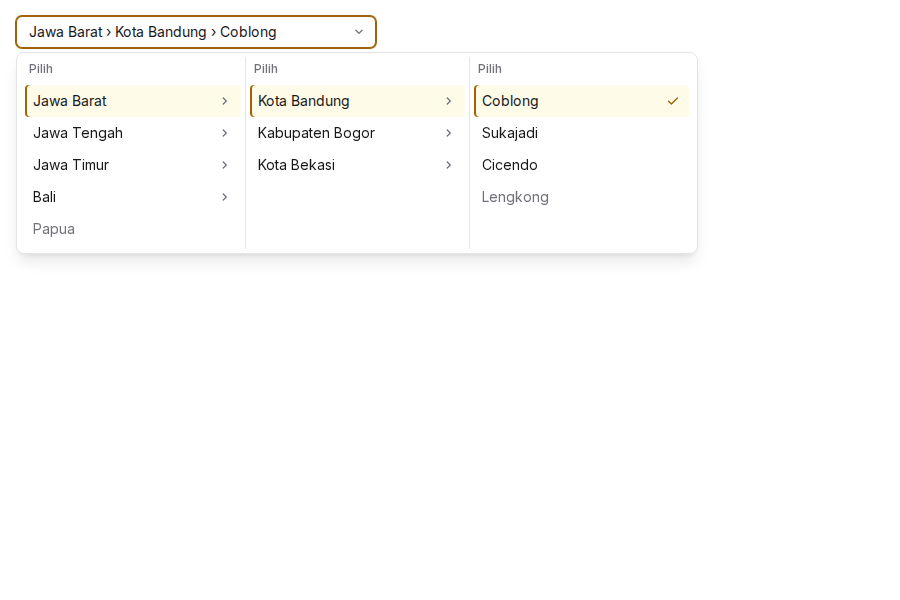 Jawa Barat › Kota Bandung › Coblong
Pilih
Jawa Barat
Jawa Tengah
Jawa Timur
Bali
Papua
Pilih
Kota Bandung
Kabupaten Bogor
Kota Bekasi
Pilih
Coblong
Sukajadi
Cicendo
Lengkong